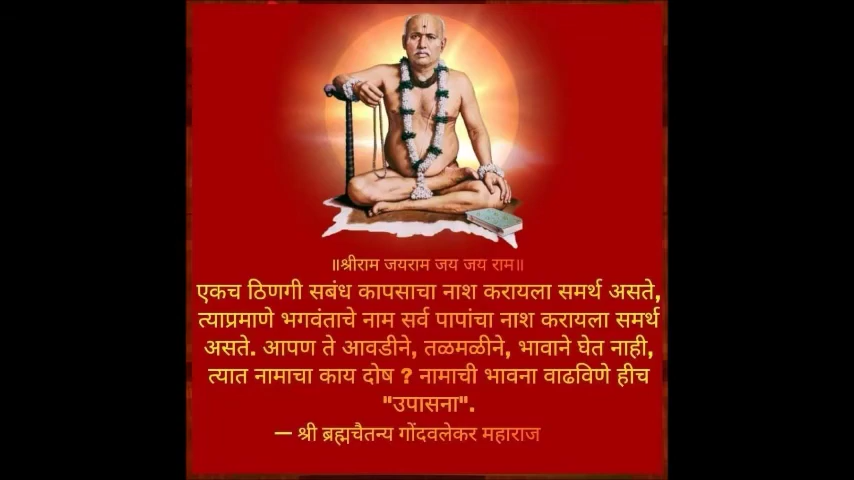 ॥श्रीराम जयराम जय जय राम॥
एकच ठिणगी सबंध कापसाचा नाश करायला समर्थ असते,
त्याप्रमाणे भगवंताचे नाम सर्व पापांचा नाश करायला समर्थ
असते. आपण ते आवडीने, तळमळीने, भावाने घेत नाही,
त्यात नामाचा काय दोष ? नामाची भावना वाढविणे हीच
"उपासना".
— श्री ब्रह्मचैतन्य गोंदवलेकर महाराज